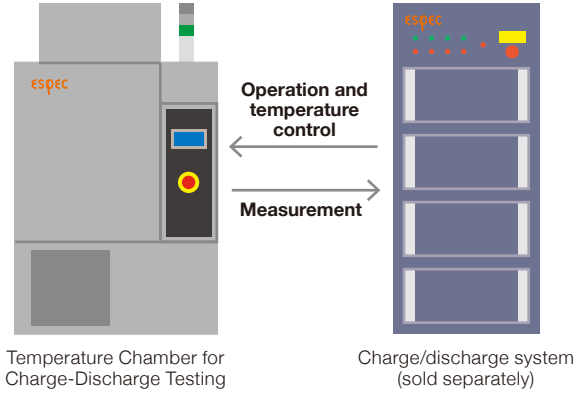 ESPEC
ESPEC
Operation and
temperature
control
Measurement
Temperature Chamber for
Charge-Discharge Testing
Charge/discharge system
(sold separately)